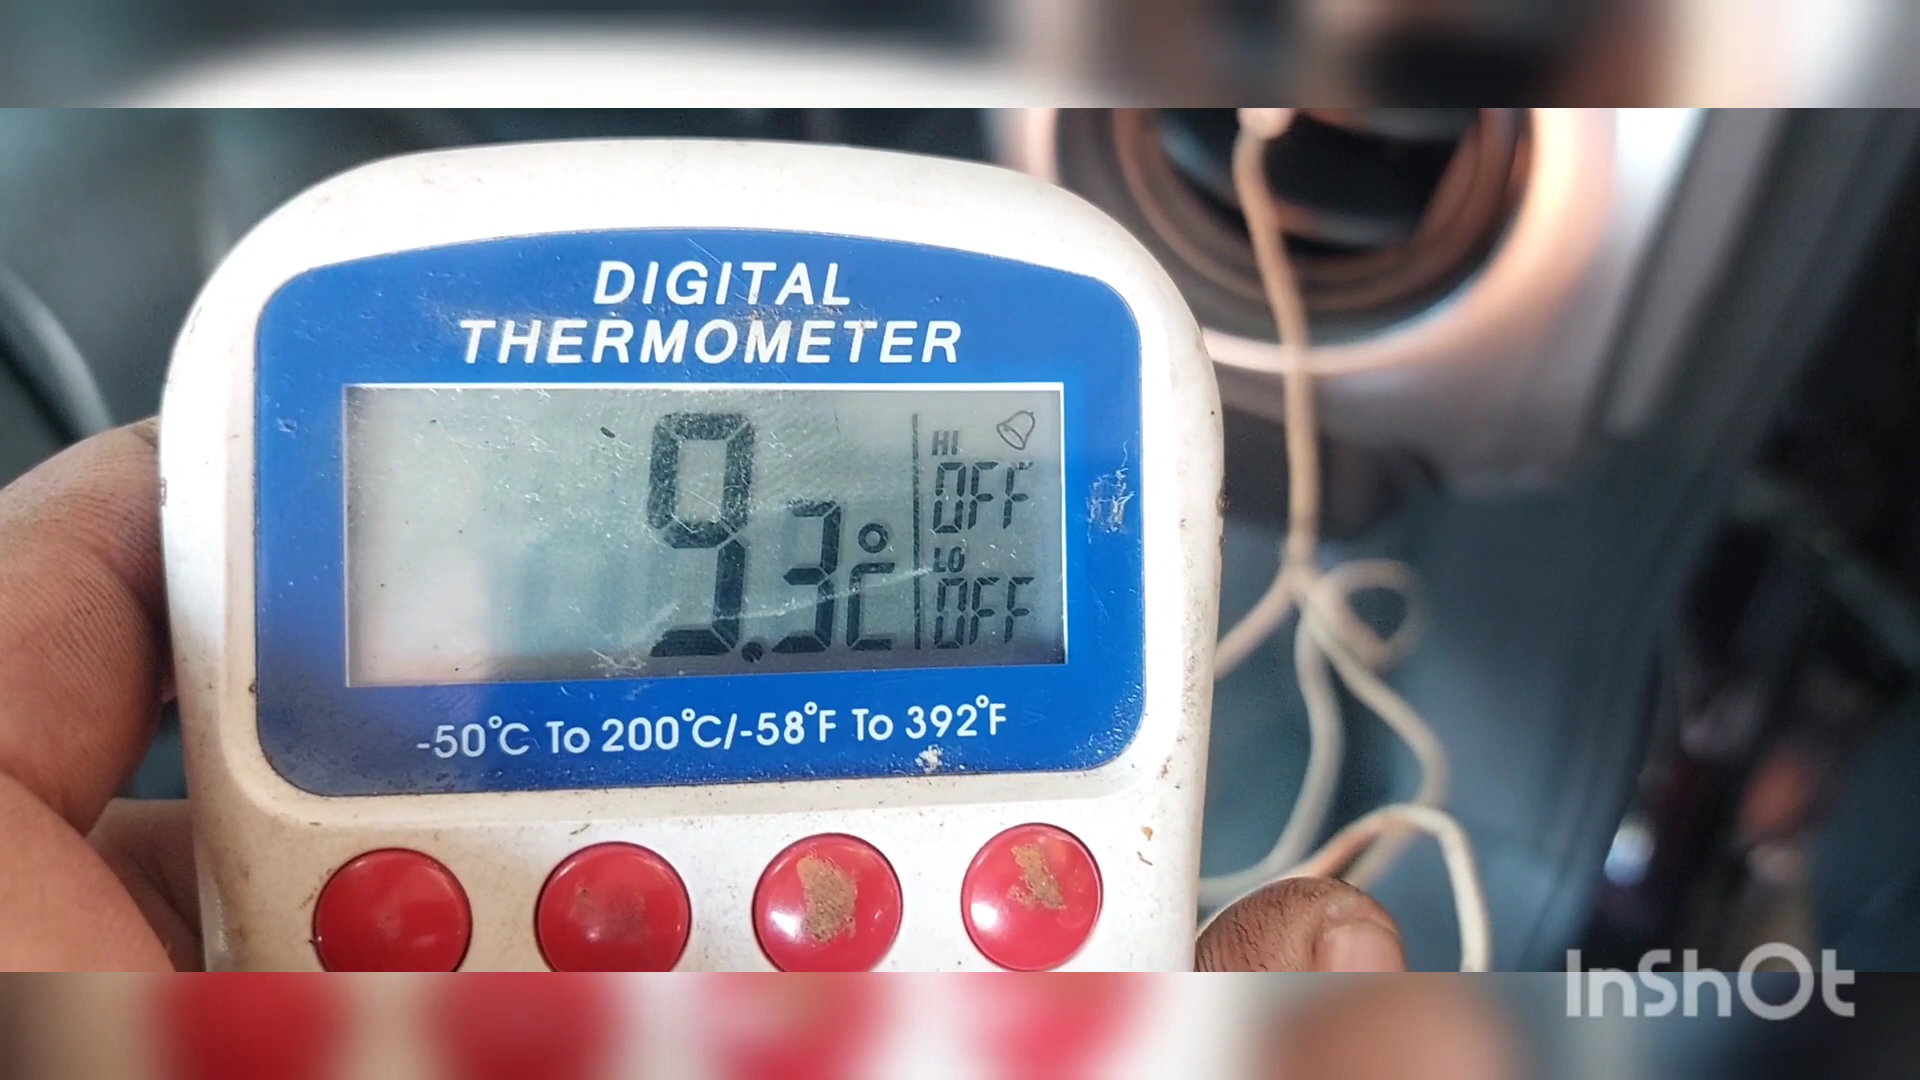 DIGITAL
THERMOMETER
HI
OFF
9.3°C
LO
OFF
-50°C To 200°C/-58°F To 392°F
InShOt